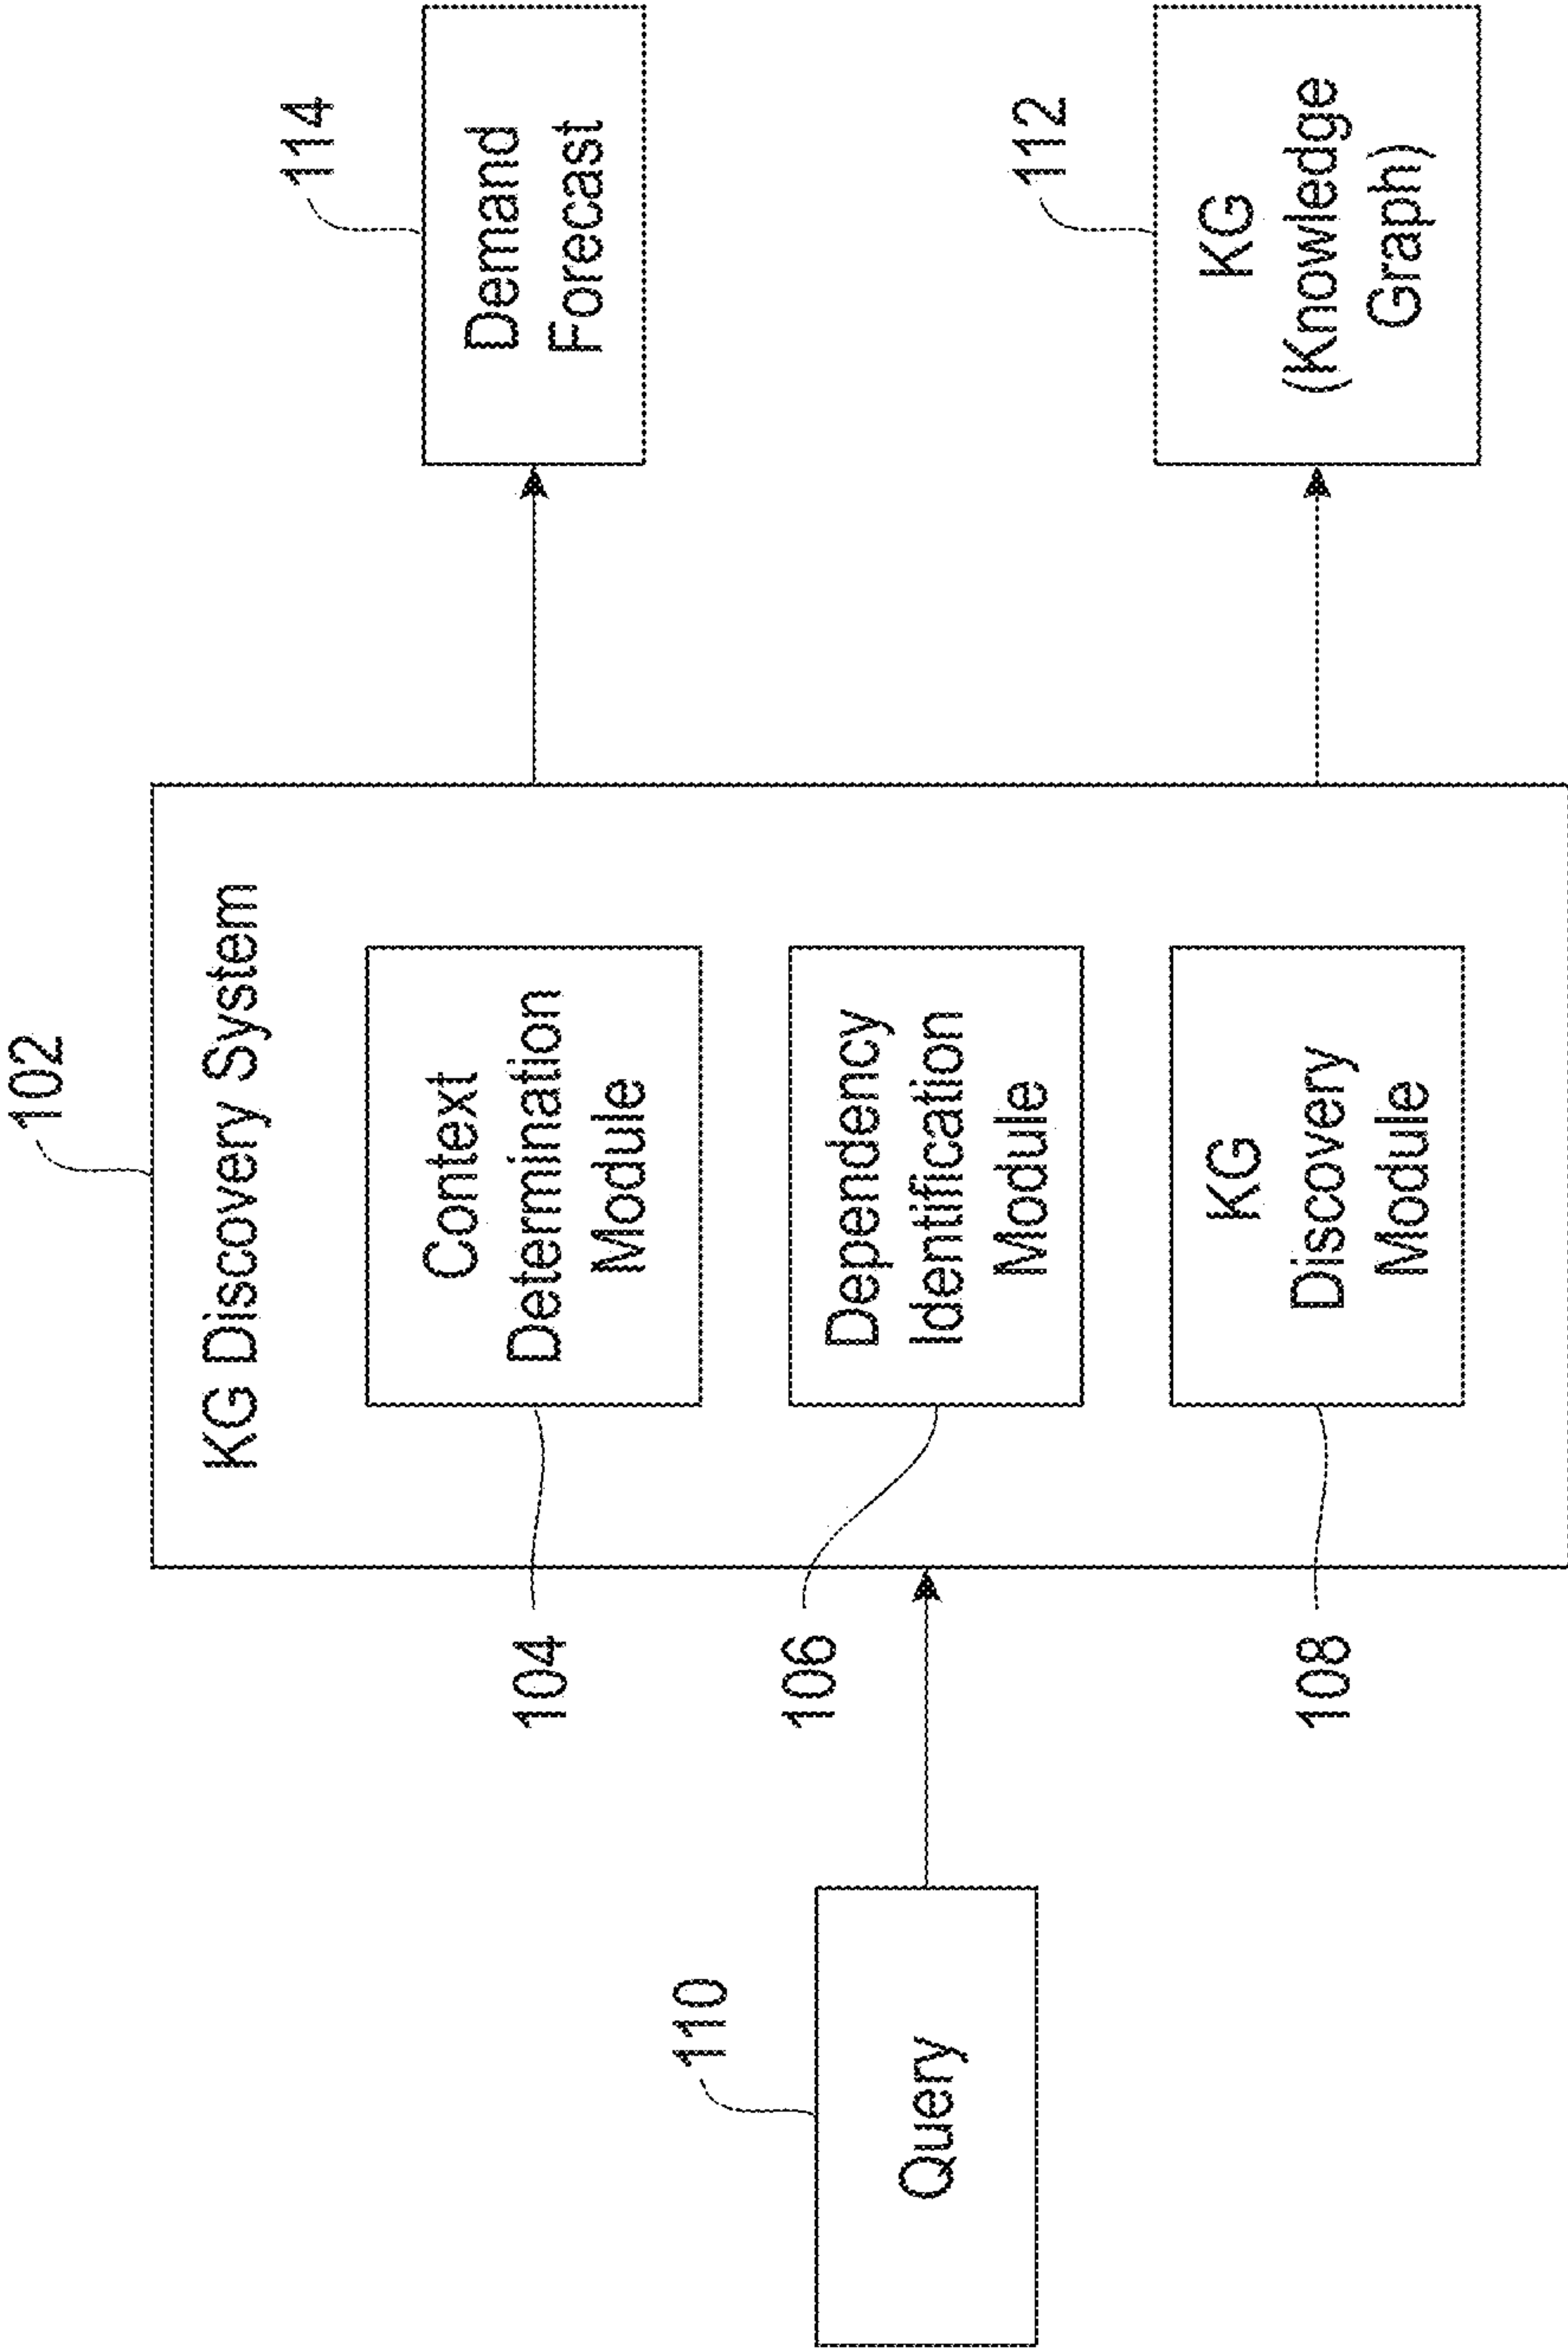 102
KG Discovery System
Context
Determination
Module
104
Dependency
Identification
Module
106
KG
Discovery
Module
108
110
Query
114
Demand
Forecast
112
KG
(Knowledge
Graph)